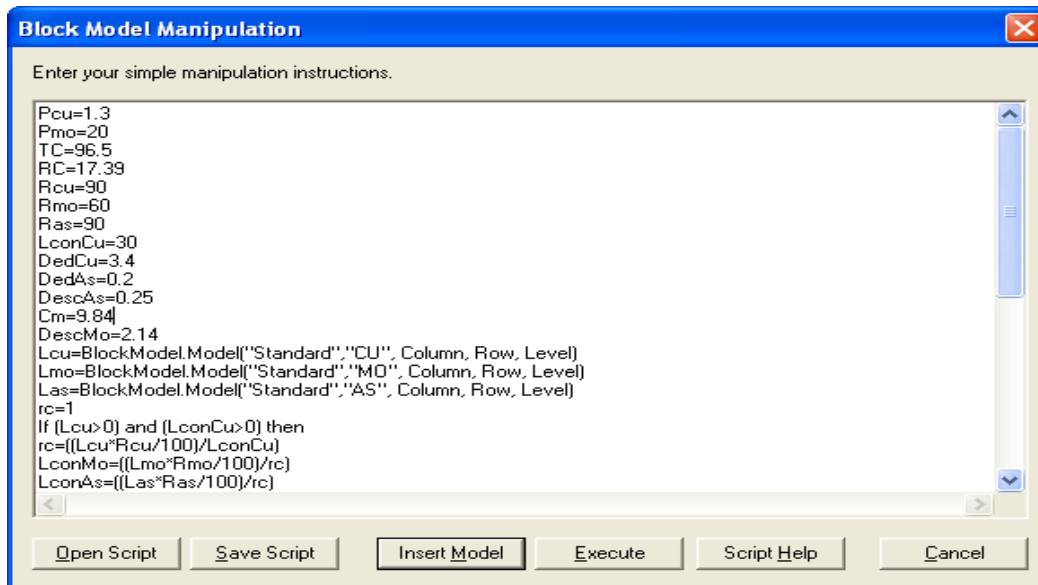 Block Model Manipulation
Enter your simple manipulation instructions.
Pcu=1.3
Pmo=20
TC=96.5
RC=17.39
Rcu=90
Rmo=60
Ras=90
LconCu=30
DedCu=3.4
DedAs=0.2
DescAs=0.25
Cm=9.84
DescMo=2.14
Lcu=BlockModel.Model("Standard","CU", Column, Row, Level)
Lmo=BlockModel.Model("Standard","MO", Column, Row, Level)
Las=BlockModel.Model("Standard","AS", Column, Row, Level)
rc=1
If (Lcu>0) and (LconCu>0) then
rc=((Lcu*Rcu/100)/LconCu)
LconMo=((Lmo*Rmo/100)/rc)
LconAs=((Las*Ras/100)/rc)
Open Script Save Script Insert Model Execute Script Help Cancel